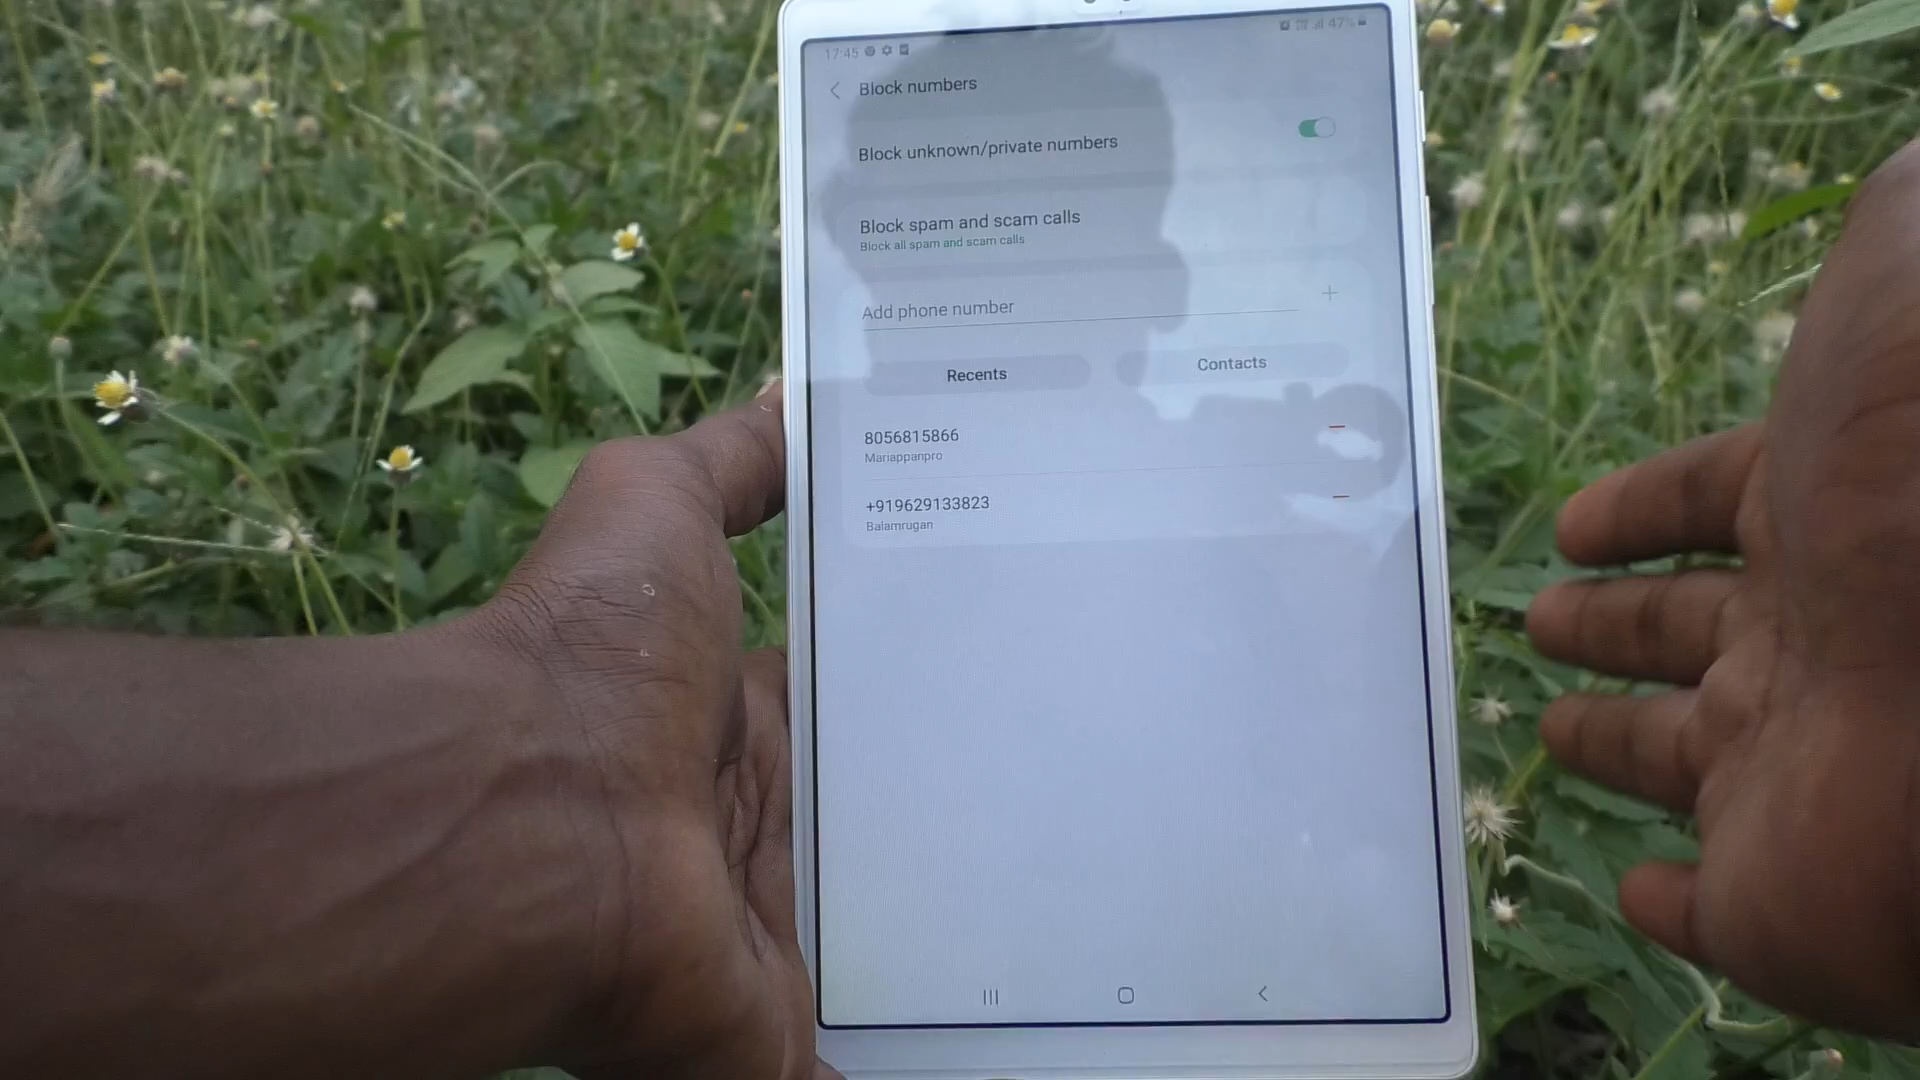 17:45
47%
Block numbers
Block unknown/private numbers
Block spam and scam calls
Block all spam and scam calls
Add phone number
Recents
Contacts
8056815866
Mariappanpro
+919629133823
Balamrugan